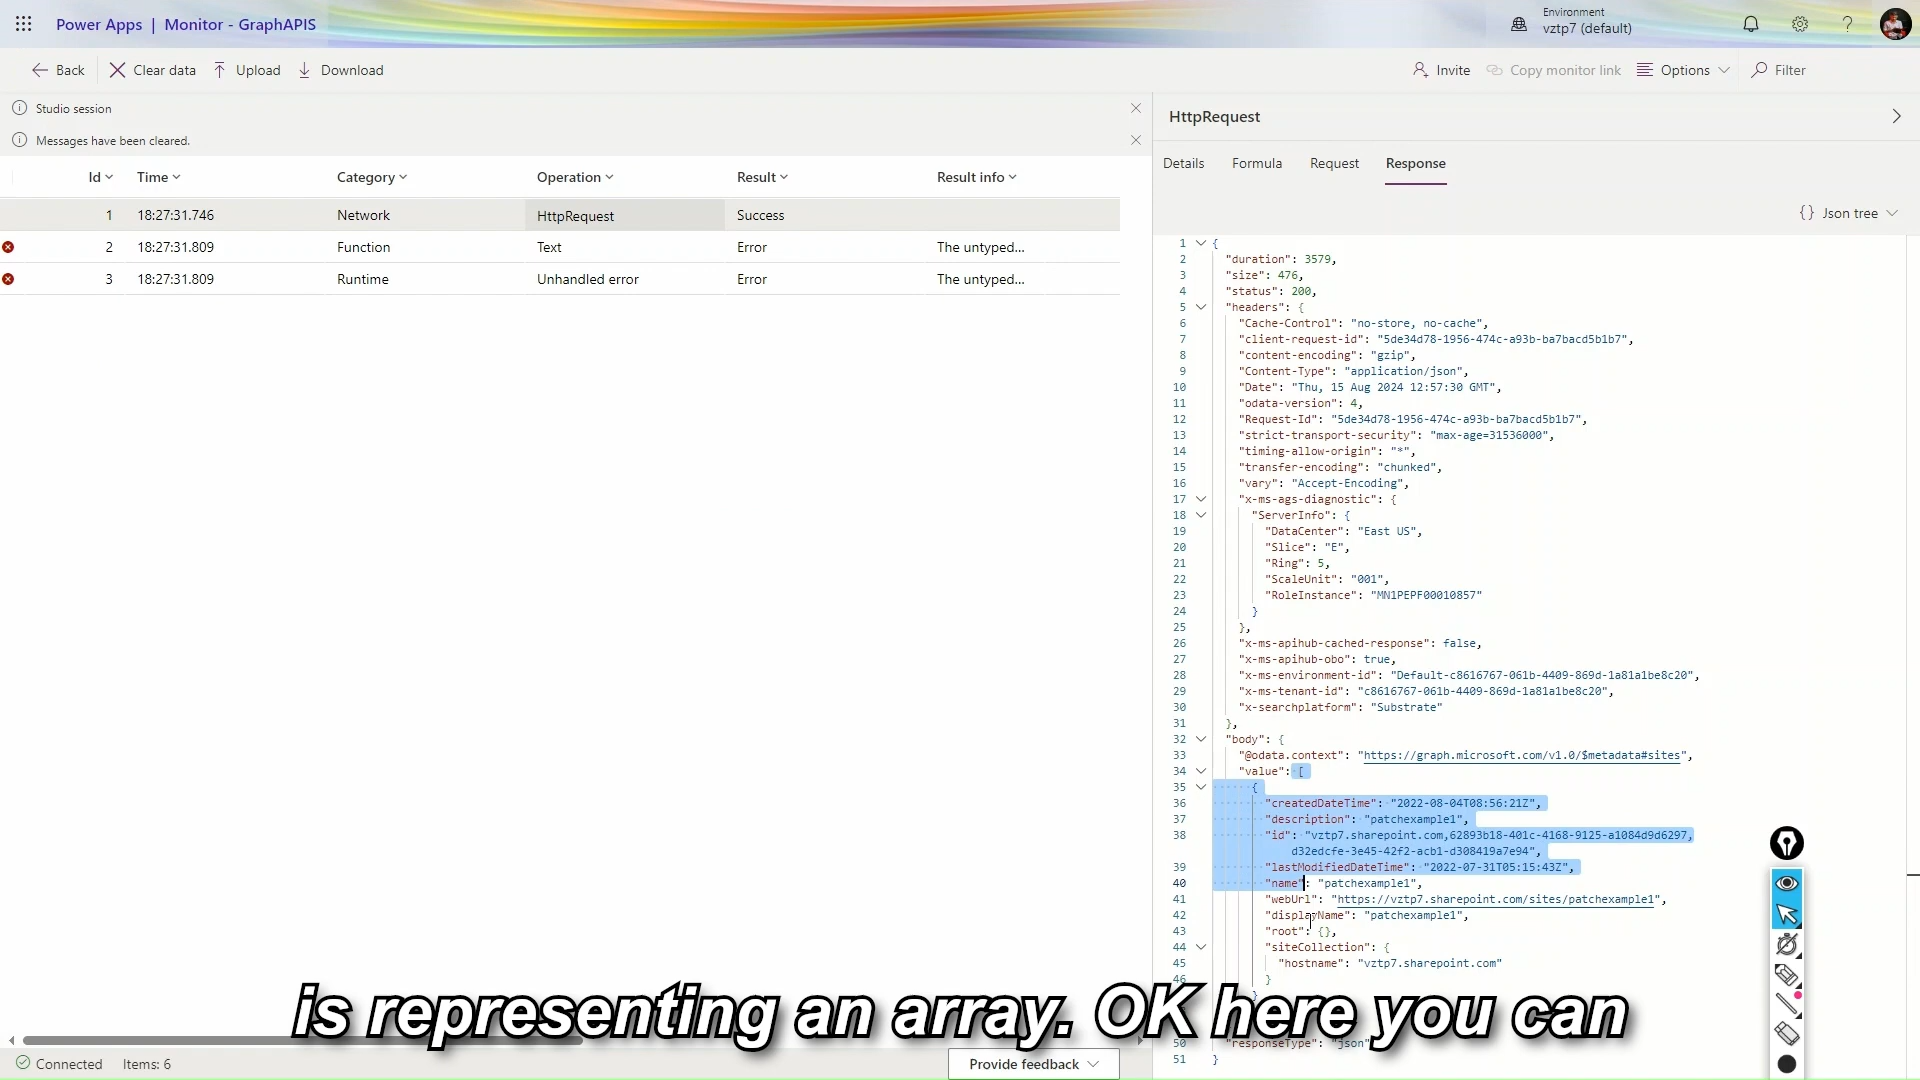 Power Apps | Monitor - GraphAPIS
Environment
vztp7 (default)
Back
Clear data
Upload
Download
Invite
Copy monitor link
Options
Filter
Studio session
Messages have been cleared.
Id Time Category Operation Result Result info
1 18:27:31.746 Network HttpRequest Success
2 18:27:31.809 Function Text Error The untyped...
3 18:27:31.809 Runtime Unhandled error Error The untyped...
HttpRequest
Details Formula Request Response
{} Json tree
1 {
2 "duration": 3579,
3 "size": 476,
4 "status": 200,
5 "headers": {
6 "Cache-Control": "no-store, no-cache",
7 "client-request-id": "5de34d78-1956-474c-a93b-ba7bacd5b1b7",
8 "content-encoding": "gzip",
9 "Content-Type": "application/json",
10 "Date": "Thu, 15 Aug 2024 12:57:30 GMT",
11 "odata-version": 4,
12 "Request-Id": "5de34d78-1956-474c-a93b-ba7bacd5b1b7",
13 "strict-transport-security": "max-age=31536000",
14 "timing-allow-origin": "*",
15 "transfer-encoding": "chunked",
16 "vary": "Accept-Encoding",
17 "x-ms-ags-diagnostic": {
18 "ServerInfo": {
19 "DataCenter": "East US",
20 "Slice": "E",
21 "Ring": 5,
22 "ScaleUnit": "001",
23 "RoleInstance": "MN1PEPF00010857"
24 }
25 },
26 "x-ms-apihub-cached-response": false,
27 "x-ms-apihub-obo": true,
28 "x-ms-environment-id": "Default-c8616767-061b-4409-869d-1a81a1be8c20",
29 "x-ms-tenant-id": "c8616767-061b-4409-869d-1a81a1be8c20",
30 "x-searchplatform": "Substrate"
31 },
32 "body": {
33 "@odata.context": "https://graph.microsoft.com/v1.0/$metadata#sites",
34 "value": [
35 {
36 "createdDateTime": "2022-08-04T08:56:21Z",
37 "description": "patchexample1",
38 "id": "vztp7.sharepoint.com,62893b18-401c-4168-9125-a1084d9d6297,
d32edcfe-3e45-42f2-acb1-d308419a7e94",
39 "lastModifiedDateTime": "2022-07-31T05:15:43Z",
40 "name": "patchexample1",
41 "webUrl": "https://vztp7.sharepoint.com/sites/patchexample1",
42 "displayName": "patchexample1",
43 "root": {},
44 "siteCollection": {
45 "hostname": "vztp7.sharepoint.com"
46 }
}
50 "responseType": "json"
51 }
is representing an array. OK here you can
Connected Items: 6
Provide feedback